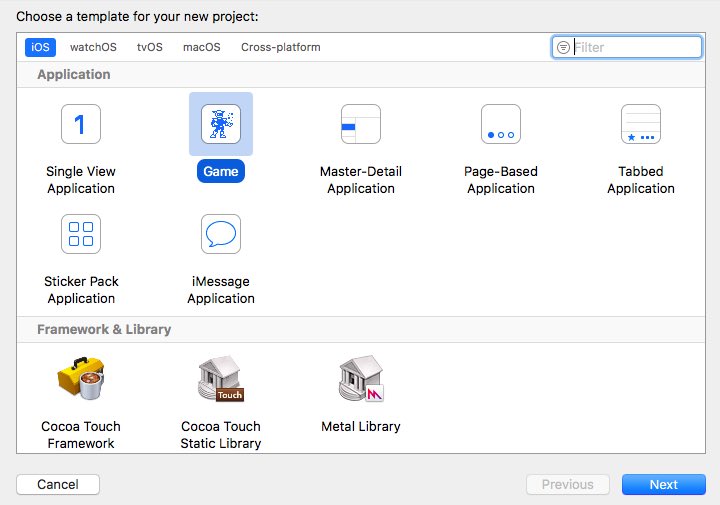 Choose a template for your new project:
iOS watchOS tvOS macOS Cross-platform Filter
Application
1
Single View Application
Game
Master-Detail Application
Page-Based Application
Tabbed Application
Sticker Pack Application
iMessage Application
Framework & Library
Touch
Cocoa Touch Framework
Cocoa Touch Static Library
Metal Library
Cancel Previous Next